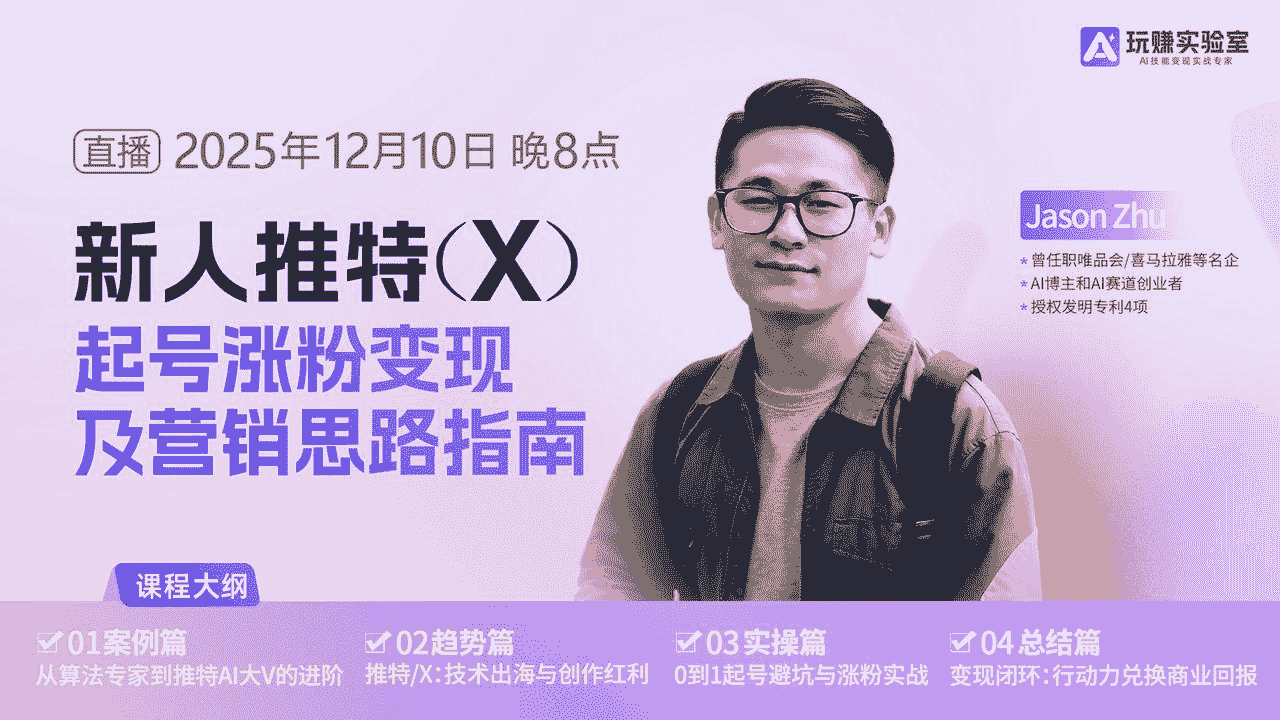 玩赚实验室
AI技能变现实战专家
直播 2025年12月10日 晚8点
新人推特(X)
起号涨粉变现
及营销思路指南
Jason Zhu
* 曾任职唯品会/喜马拉雅等名企
* AI博主和AI赛道创业者
* 授权发明专利4项
课程大纲
01案例篇
从算法专家到推特AI大V的进阶
02趋势篇
推特/X：技术出海与创作红利
03实操篇
0到1起号避坑与涨粉实战
04总结篇
变现闭环：行动力兑换商业回报